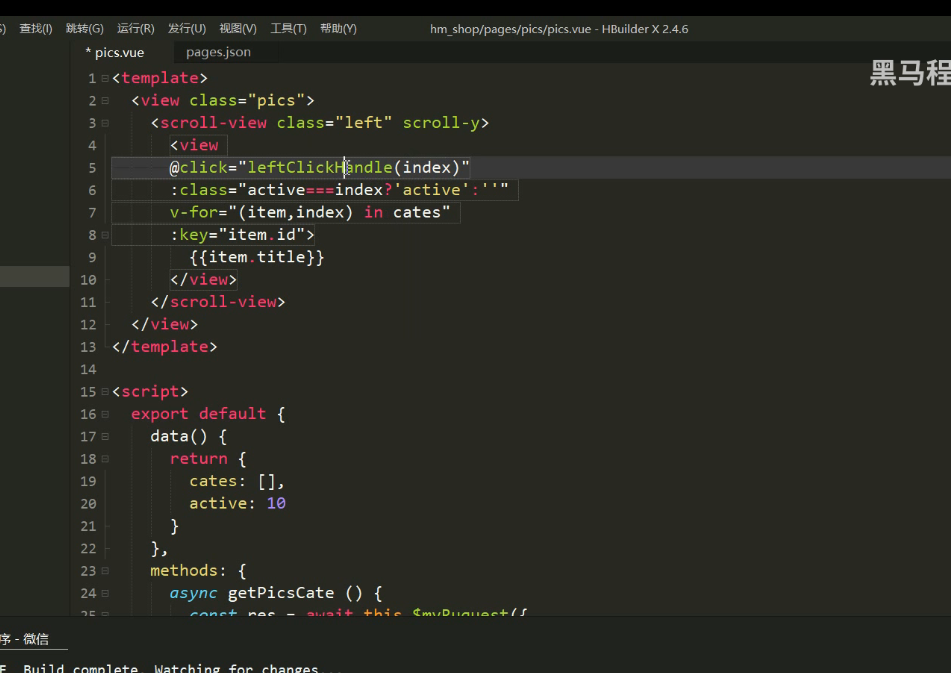 查找(I) 跳转(G) 运行(R) 发行(U) 视图(V) 工具(T) 帮助(Y) hm_shop/pages/pics/pics.vue - HBuilder X 2.4.6
* pics.vue pages.json
黑马程
1 <template>
2 <view class="pics">
3 <scroll-view class="left" scroll-y>
4 <view
5 @click="leftClickHandle(index)"
6 :class="active===index?'active':''"
7 v-for="(item,index) in cates"
8 :key="item.id">
9 {{item.title}}
10 </view>
11 </scroll-view>
12 </view>
13 </template>
14
15 <script>
16 export default {
17 data() {
18 return {
19 cates: [],
20 active: 10
21 }
22 },
23 methods: {
24 async getPicsCate () {
25 const res = await this.$myRuquest({
序 - 微信
Build complete. Watching for changes...